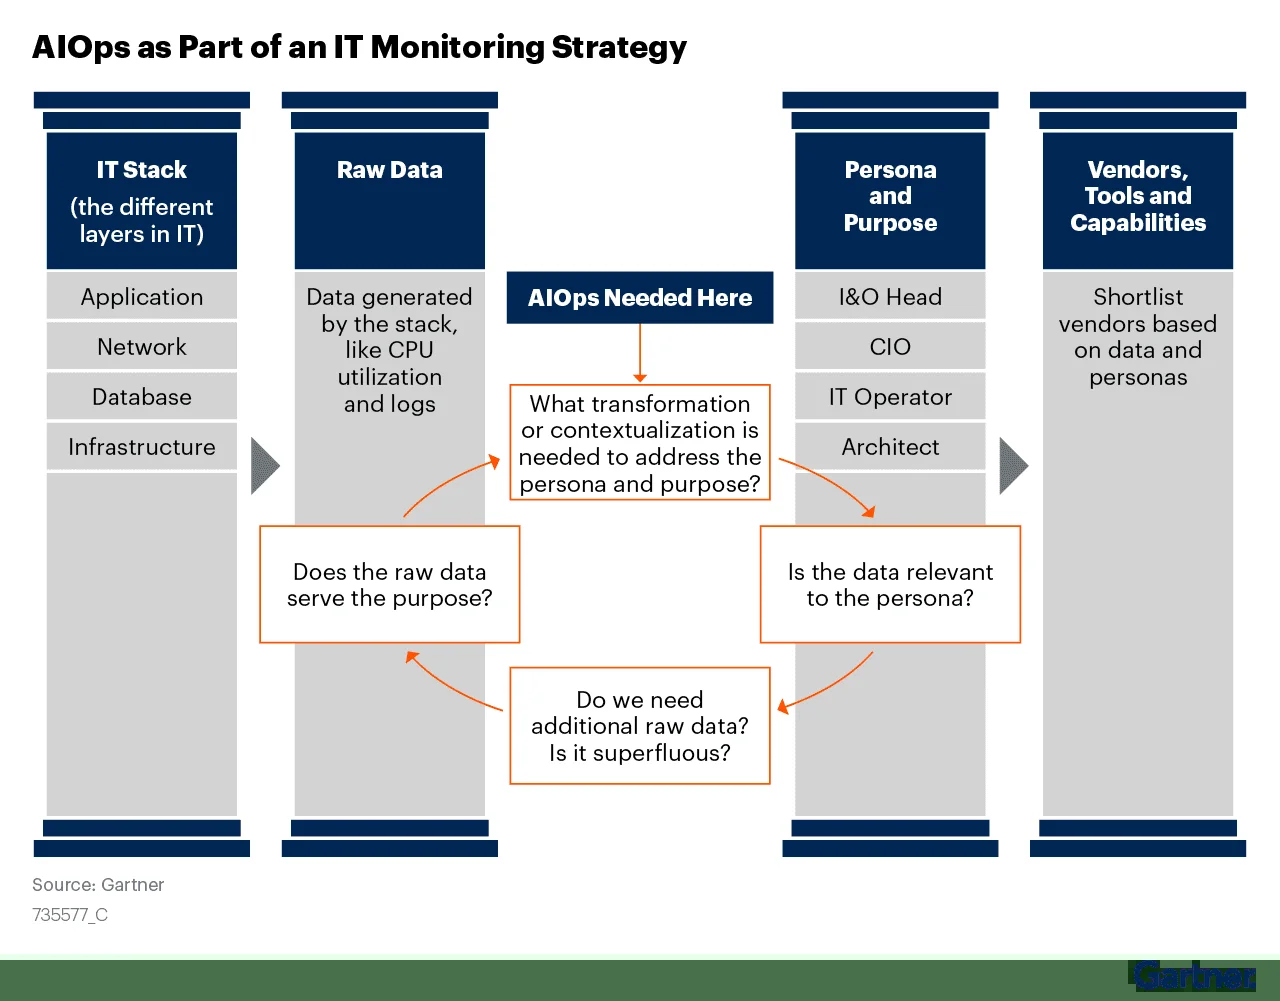 AIOps as Part of an IT Monitoring Strategy
IT Stack
(the different
layers in IT)
Application
Network
Database
Infrastructure
Raw Data
Data generated
by the stack,
like CPU
utilization
and logs
AIOps Needed Here
What transformation
or contextualization is
needed to address the
persona and purpose?
Does the raw data
serve the purpose?
Is the data relevant
to the persona?
Do we need
additional raw data?
Is it superfluous?
Persona
and
Purpose
I&O Head
CIO
IT Operator
Architect
Vendors,
Tools and
Capabilities
Shortlist
vendors based
on data and
personas
Source: Gartner
735577_C
Gartner